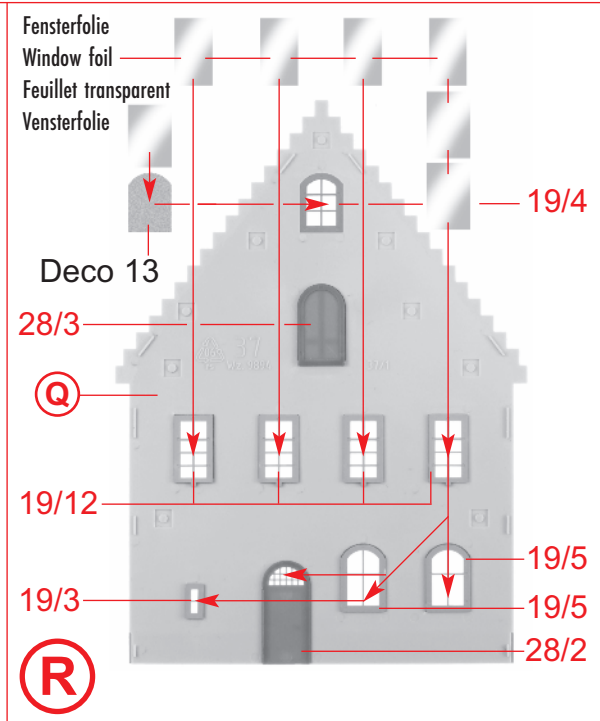 Fensterfolie
Window foil
Feuillet transparent
Vensterfolie
19/4
Deco 13
28/3
37
Q
19/12
19/5
19/3
19/5
28/2
R